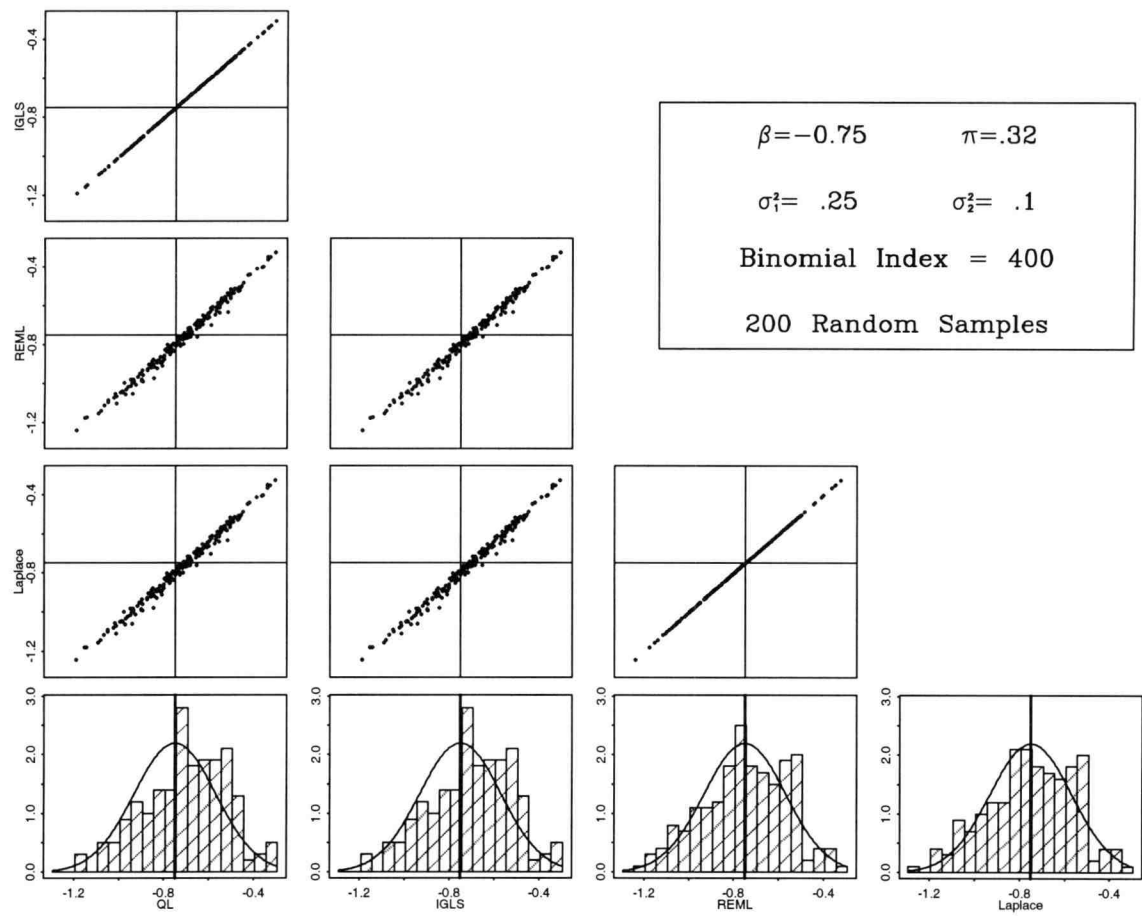 -0.4
-0.8
-1.2
IGLS
β=−0.75 π=.32
σ₁²= .25 σ₂²= .1
Binomial Index = 400
200 Random Samples
-0.4
-0.8
-1.2
REML
-0.4
-0.8
-1.2
Laplace
3.0
2.0
1.0
0.0
-1.2 -0.8 -0.4
QL
3.0
2.0
1.0
0.0
-1.2 -0.8 -0.4
IGLS
3.0
2.0
1.0
0.0
-1.2 -0.8 -0.4
REML
3.0
2.0
1.0
0.0
-1.2 -0.8 -0.4
Laplace